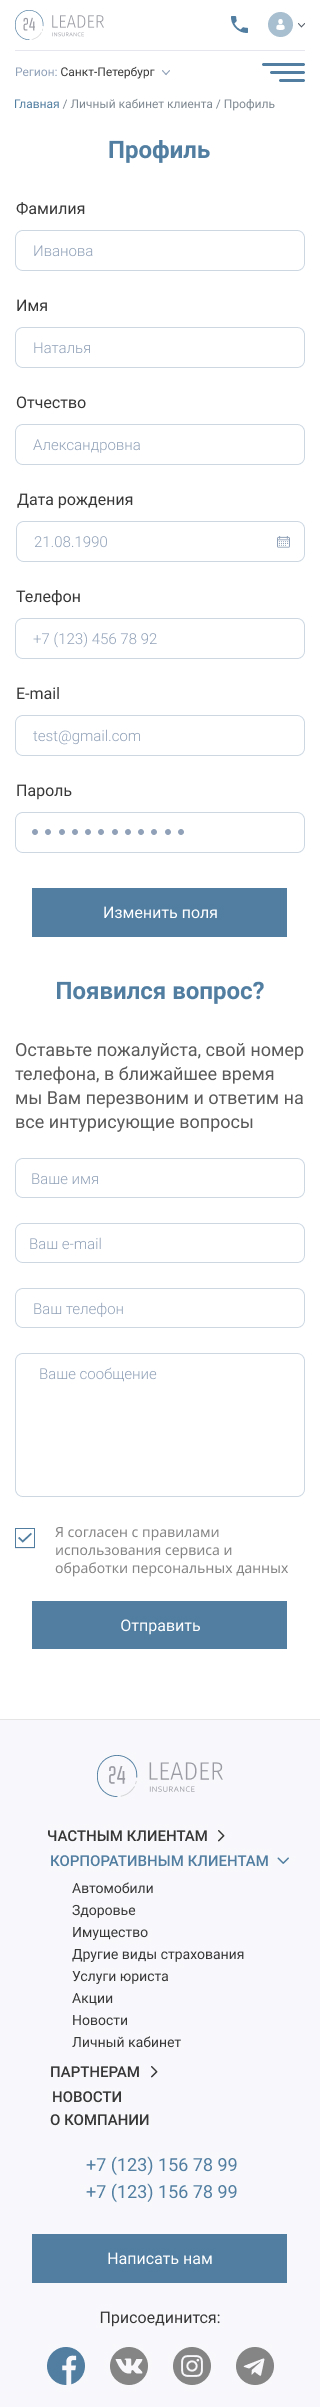 24 LEADER
INSURANCE
Регион: Санкт-Петербург
Главная / Личный кабинет клиента / Профиль
Профиль
Фамилия
Иванова
Имя
Наталья
Отчество
Александровна
Дата рождения
21.08.1990
Телефон
+7 (123) 456 78 92
E-mail
test@gmail.com
Пароль
Изменить поля
Появился вопрос?
Оставьте пожалуйста, свой номер
телефона, в ближайшее время
мы Вам перезвоним и ответим на
все интурисующие вопросы
Ваше имя
Ваш e-mail
Ваш телефон
Ваше сообщение
Я согласен с правилами
использования сервиса и
обработки персональных данных
Отправить
24 LEADER
INSURANCE
ЧАСТНЫМ КЛИЕНТАМ
КОРПОРАТИВНЫМ КЛИЕНТАМ
Автомобили
Здоровье
Имущество
Другие виды страхования
Услуги юриста
Акции
Новости
Личный кабинет
ПАРТНЕРАМ
НОВОСТИ
О КОМПАНИИ
+7 (123) 156 78 99
+7 (123) 156 78 99
Написать нам
Присоединится: